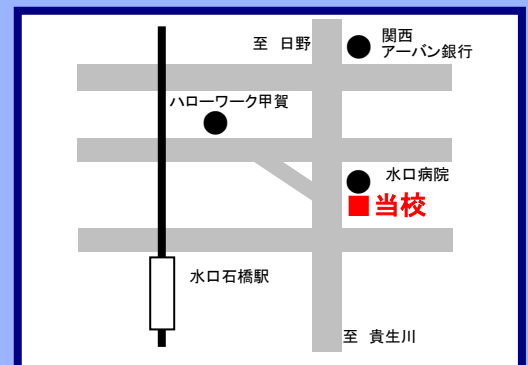 至 日野
関西
アーバン銀行
ハローワーク甲賀
水口病院
当校
水口石橋駅
至 貴生川